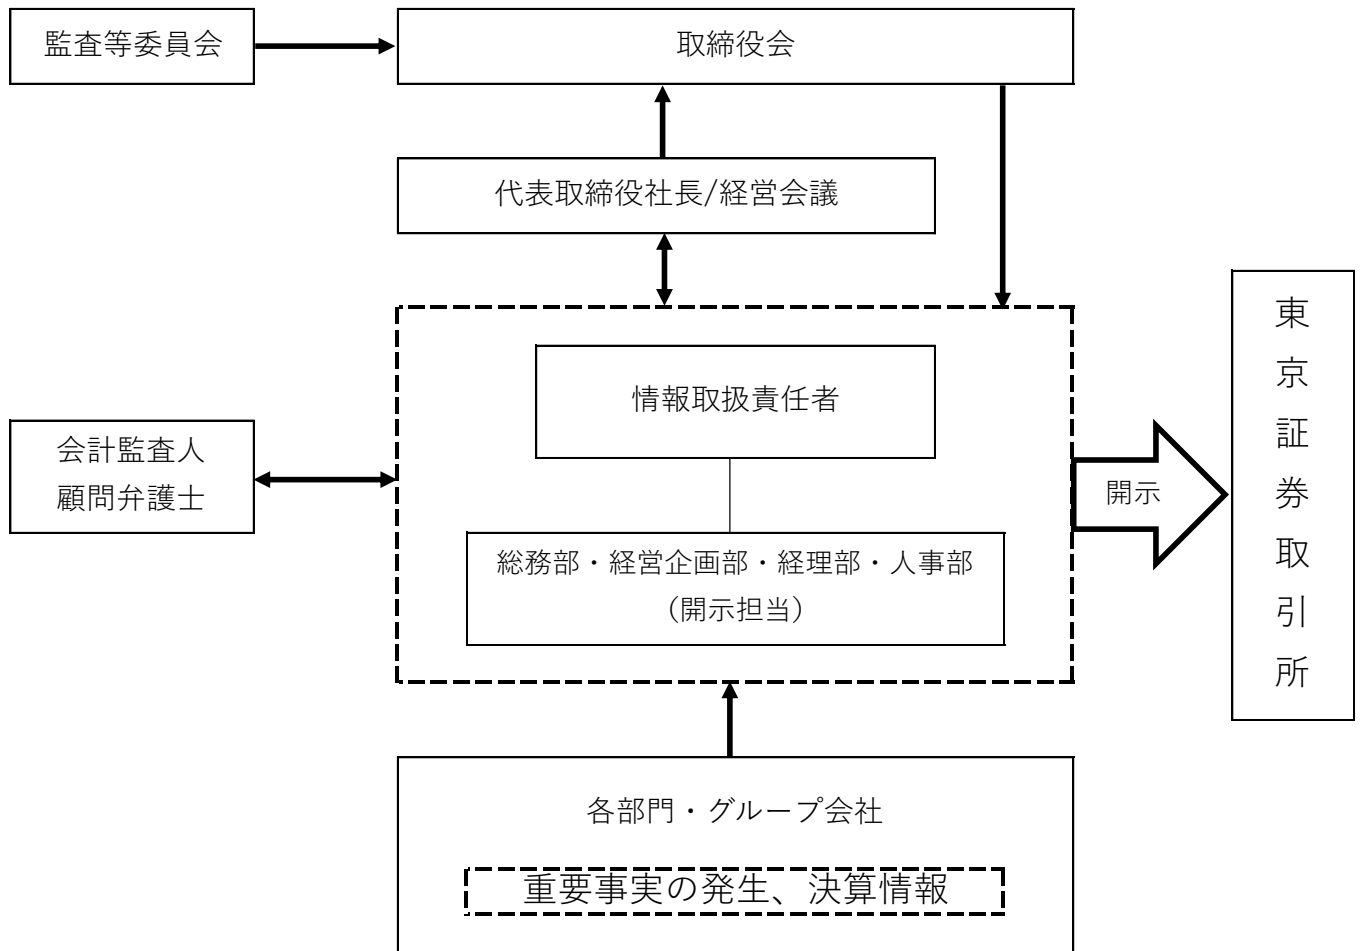 監査等委員会
取締役会
代表取締役社長/経営会議
情報取扱責任者
会計監査人
顧問弁護士
総務部・経営企画部・経理部・人事部
（開示担当）
開示
東京証券取引所
各部門・グループ会社
重要事実の発生、決算情報